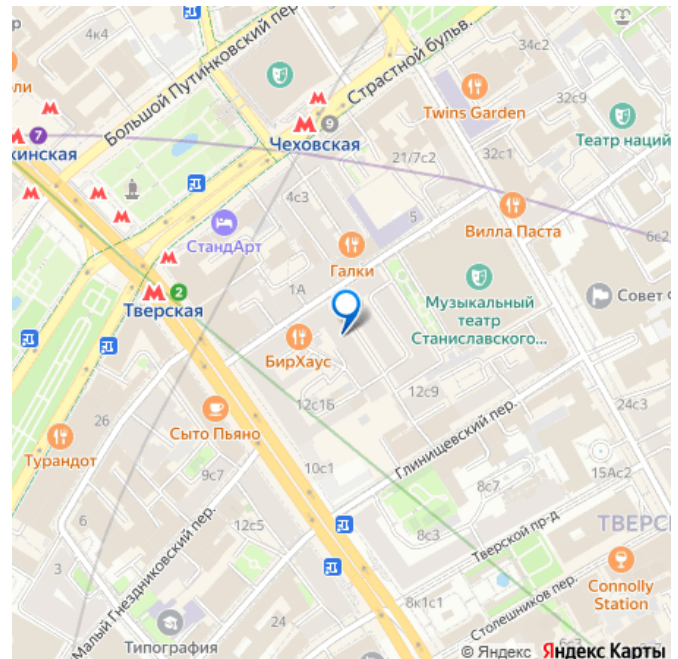 4к4
34с2
Большой Путинковский пер.
Страстной бульв.
ли
Twins Garden
32с9
7
9
Чеховская
Театр наций
кинская
21/7с2
32с1
4с3
СтандАрт
5
Вилла Паста
6с2
Галки
2
Тверская
1А
Музыкальный
театр
Станиславского...
Совет Ф
БирХаус
12с9
12с1Б
26
Сыто Пьяно
24с3
Турандот
Глинищевский пер.
9с7
10с1
15Ас2
8с7
6
12с5
ТВЕРС
8с3
Тверской пр-д
3
Малый Гнездниковский пер.
Connolly
Station
8к1с1
Столешников пер.
24
Типография
6с3
© Яндекс Яндекс Карты